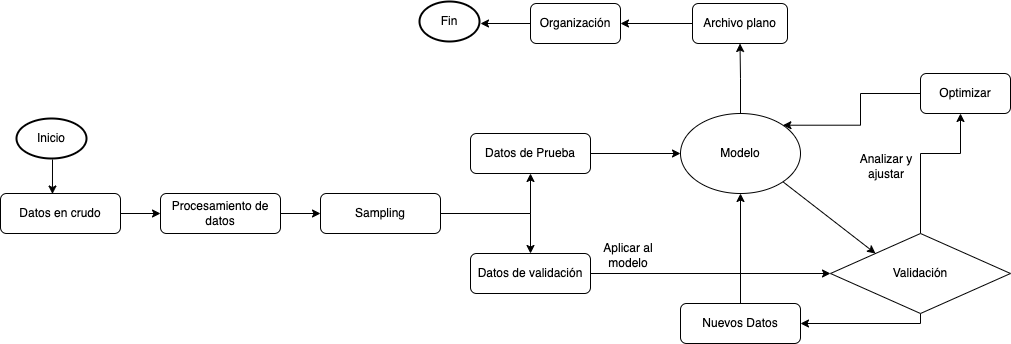 Fin
Organización
Archivo plano
Optimizar
Inicio
Datos de Prueba
Modelo
Analizar y
ajustar
Datos en crudo
Procesamiento de
datos
Sampling
Aplicar al
modelo
Datos de validación
Validación
Nuevos Datos